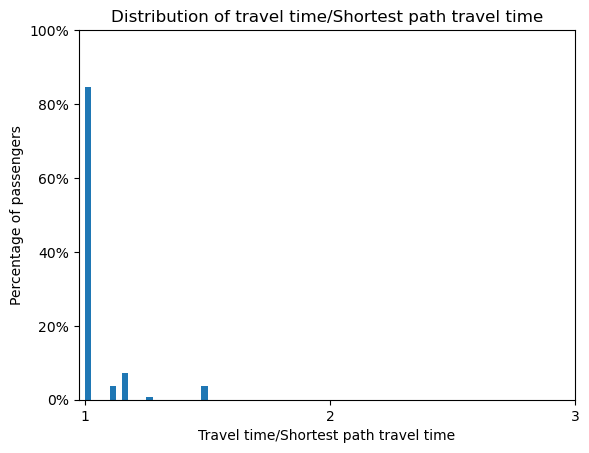 Distribution of travel time/Shortest path travel time
100%
80%
60%
40%
20%
0%
Percentage of passengers
1 2 3
Travel time/Shortest path travel time